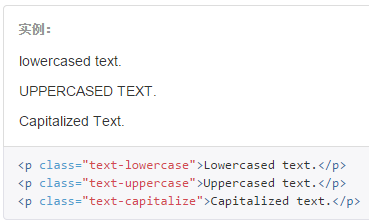 实例：
lowercased text.
UPPERCASED TEXT.
Capitalized Text.
<p class="text-lowercase">Lowercased text.</p>
<p class="text-uppercase">Uppercased text.</p>
<p class="text-capitalize">Capitalized text.</p>